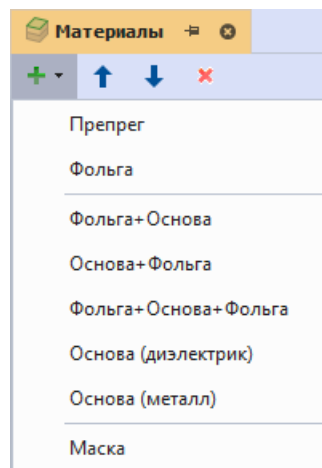 Материалы
Препрег
Фольга
Фольга+Основа
Основа+Фольга
Фольга+Основа+Фольга
Основа (диэлектрик)
Основа (металл)
Маска